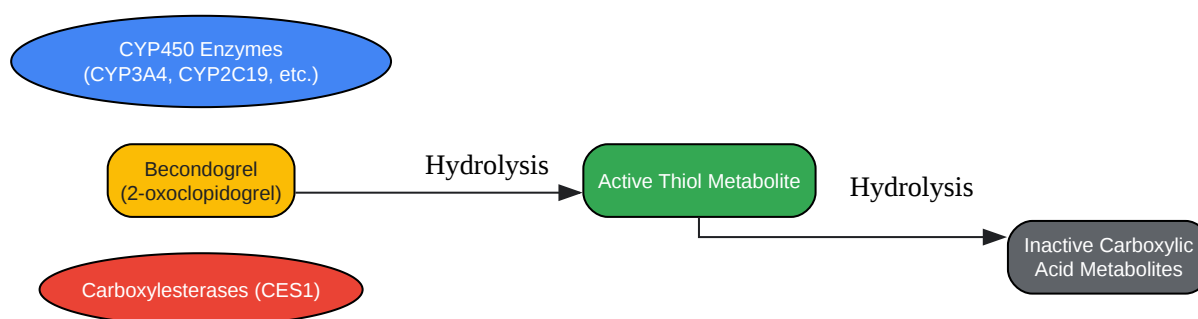 CYP450 Enzymes
(CYP3A4, CYP2C19, etc.)
Becondogrel
(2-oxoclopidogrel)
Hydrolysis
Active Thiol Metabolite
Hydrolysis
Inactive Carboxylic
Acid Metabolites
Carboxylesterases (CES1)